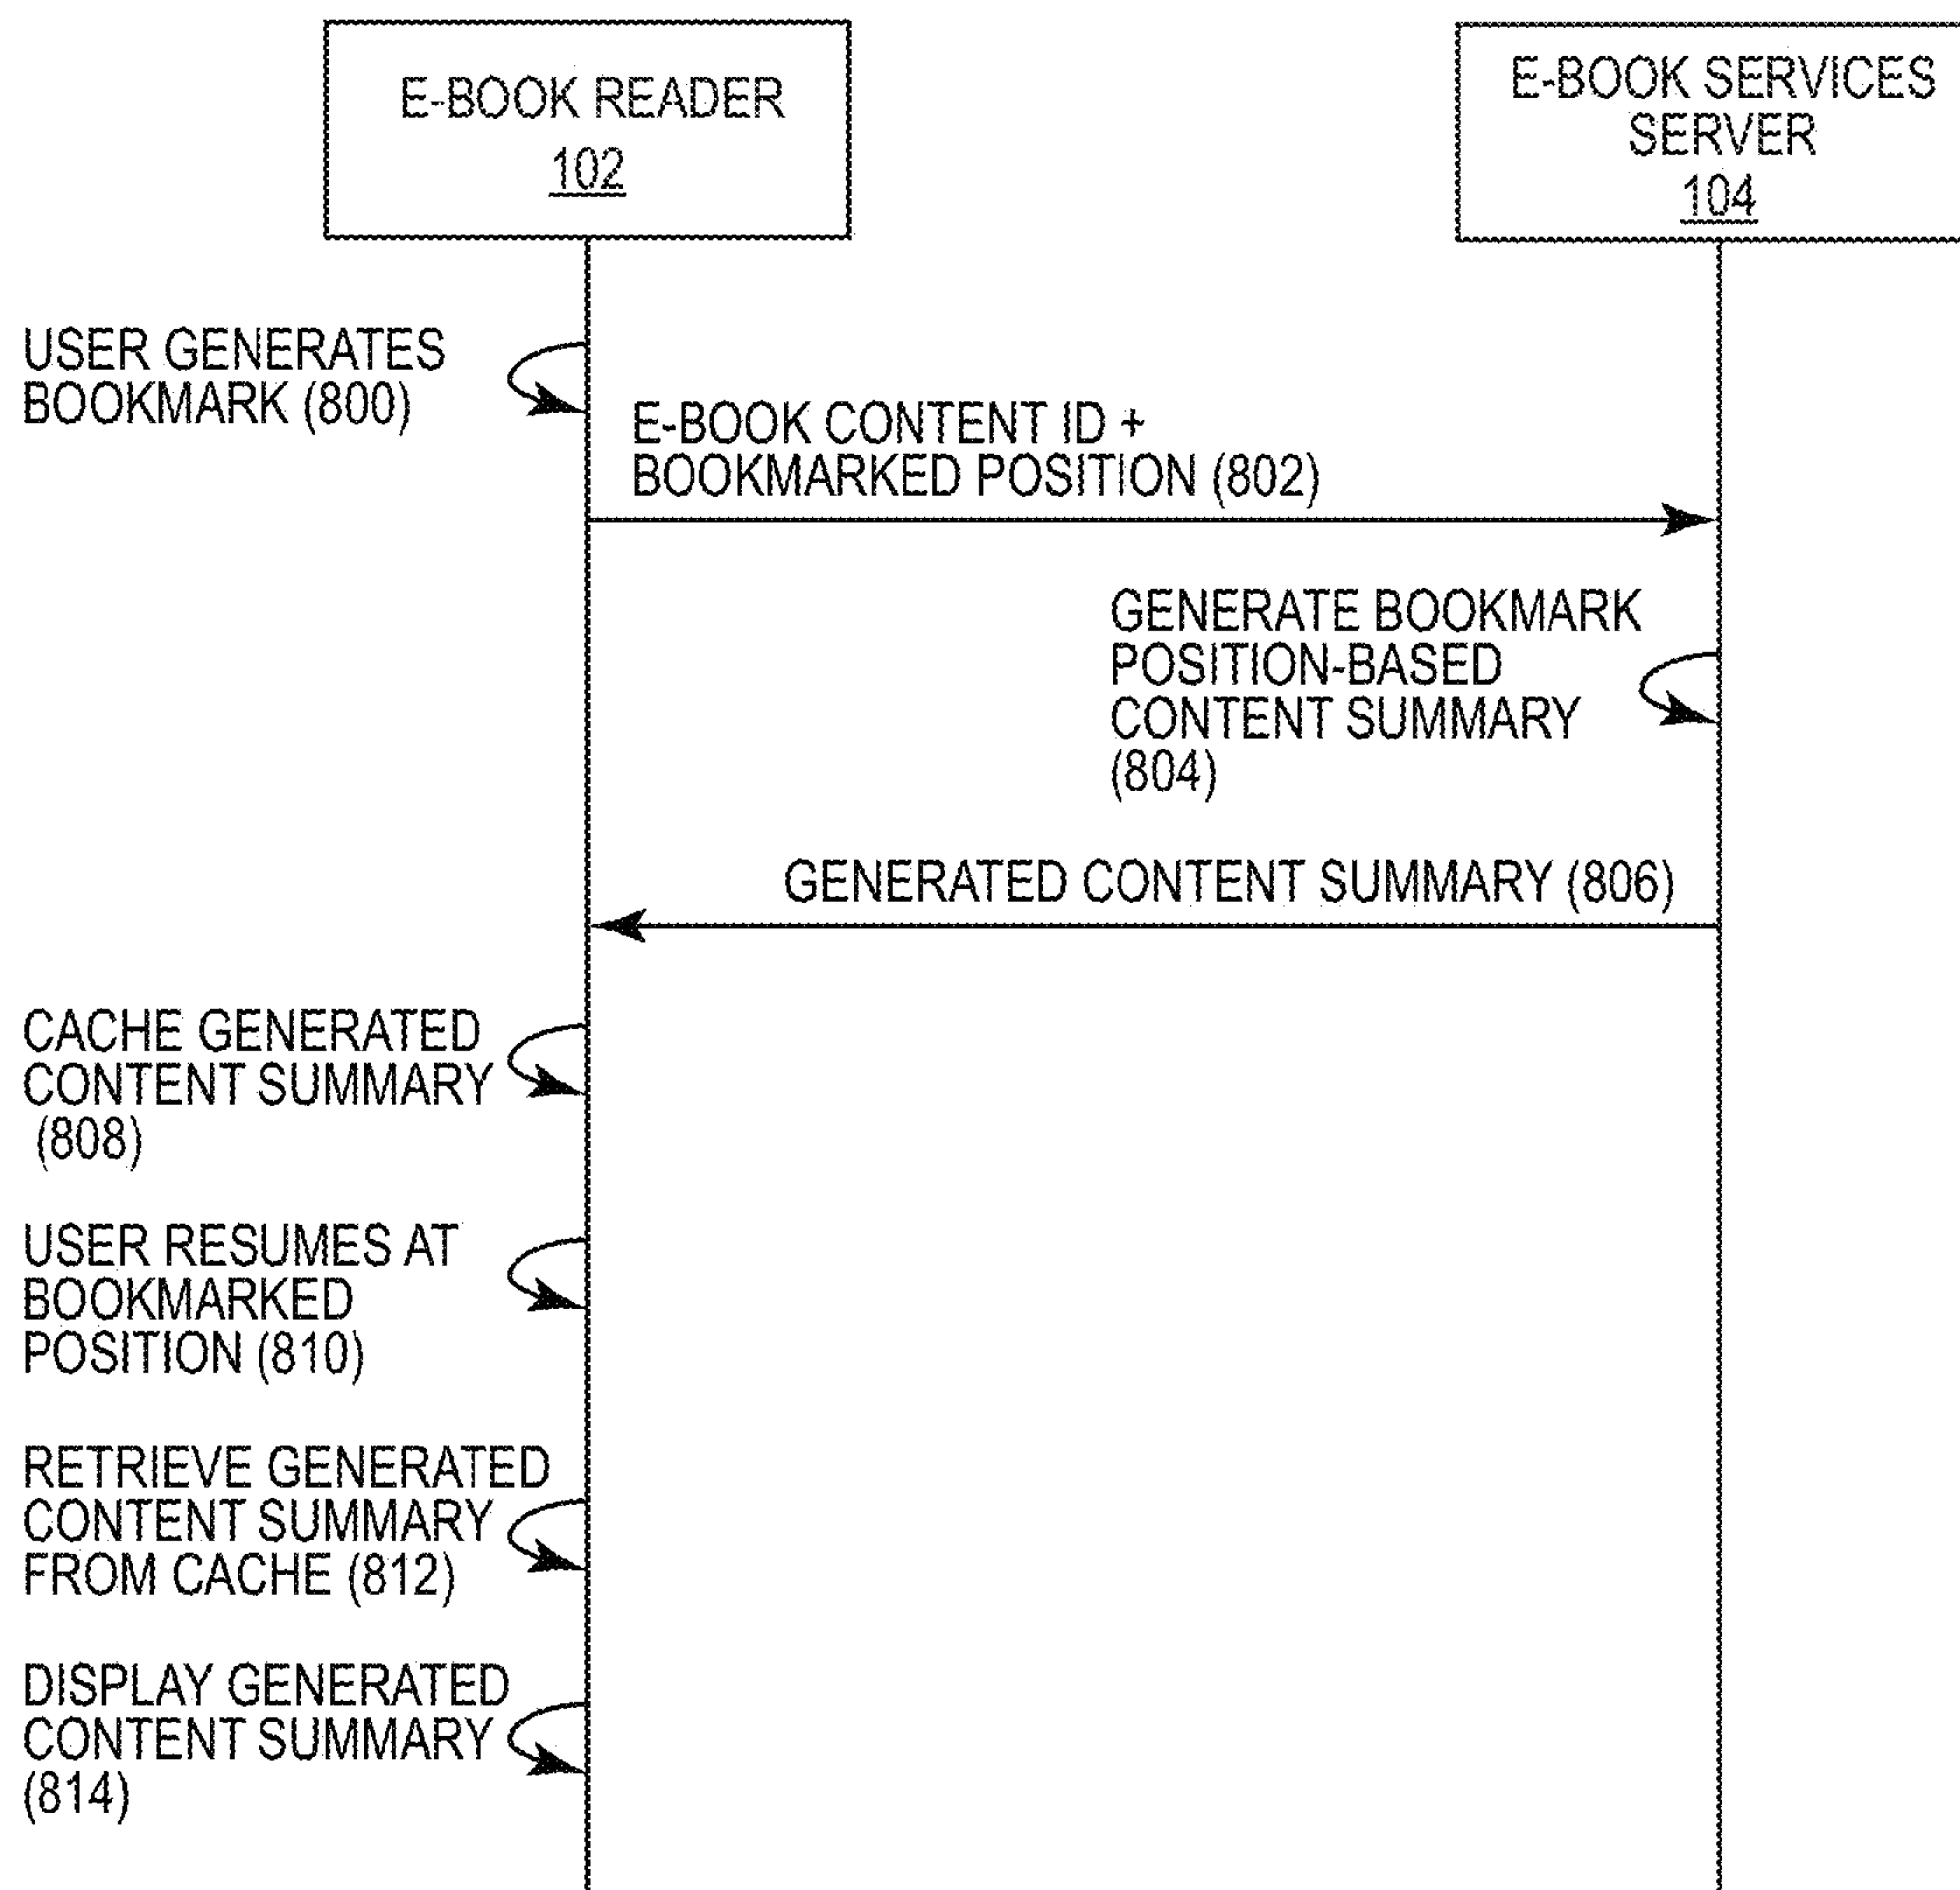 E-BOOK READER
102
E-BOOK SERVICES
SERVER
104
USER GENERATES
BOOKMARK (800)
E-BOOK CONTENT ID +
BOOKMARKED POSITION (802)
GENERATE BOOKMARK
POSITION-BASED
CONTENT SUMMARY
(804)
GENERATED CONTENT SUMMARY (806)
CACHE GENERATED
CONTENT SUMMARY
(808)
USER RESUMES AT
BOOKMARKED
POSITION (810)
RETRIEVE GENERATED
CONTENT SUMMARY
FROM CACHE (812)
DISPLAY GENERATED
CONTENT SUMMARY
(814)